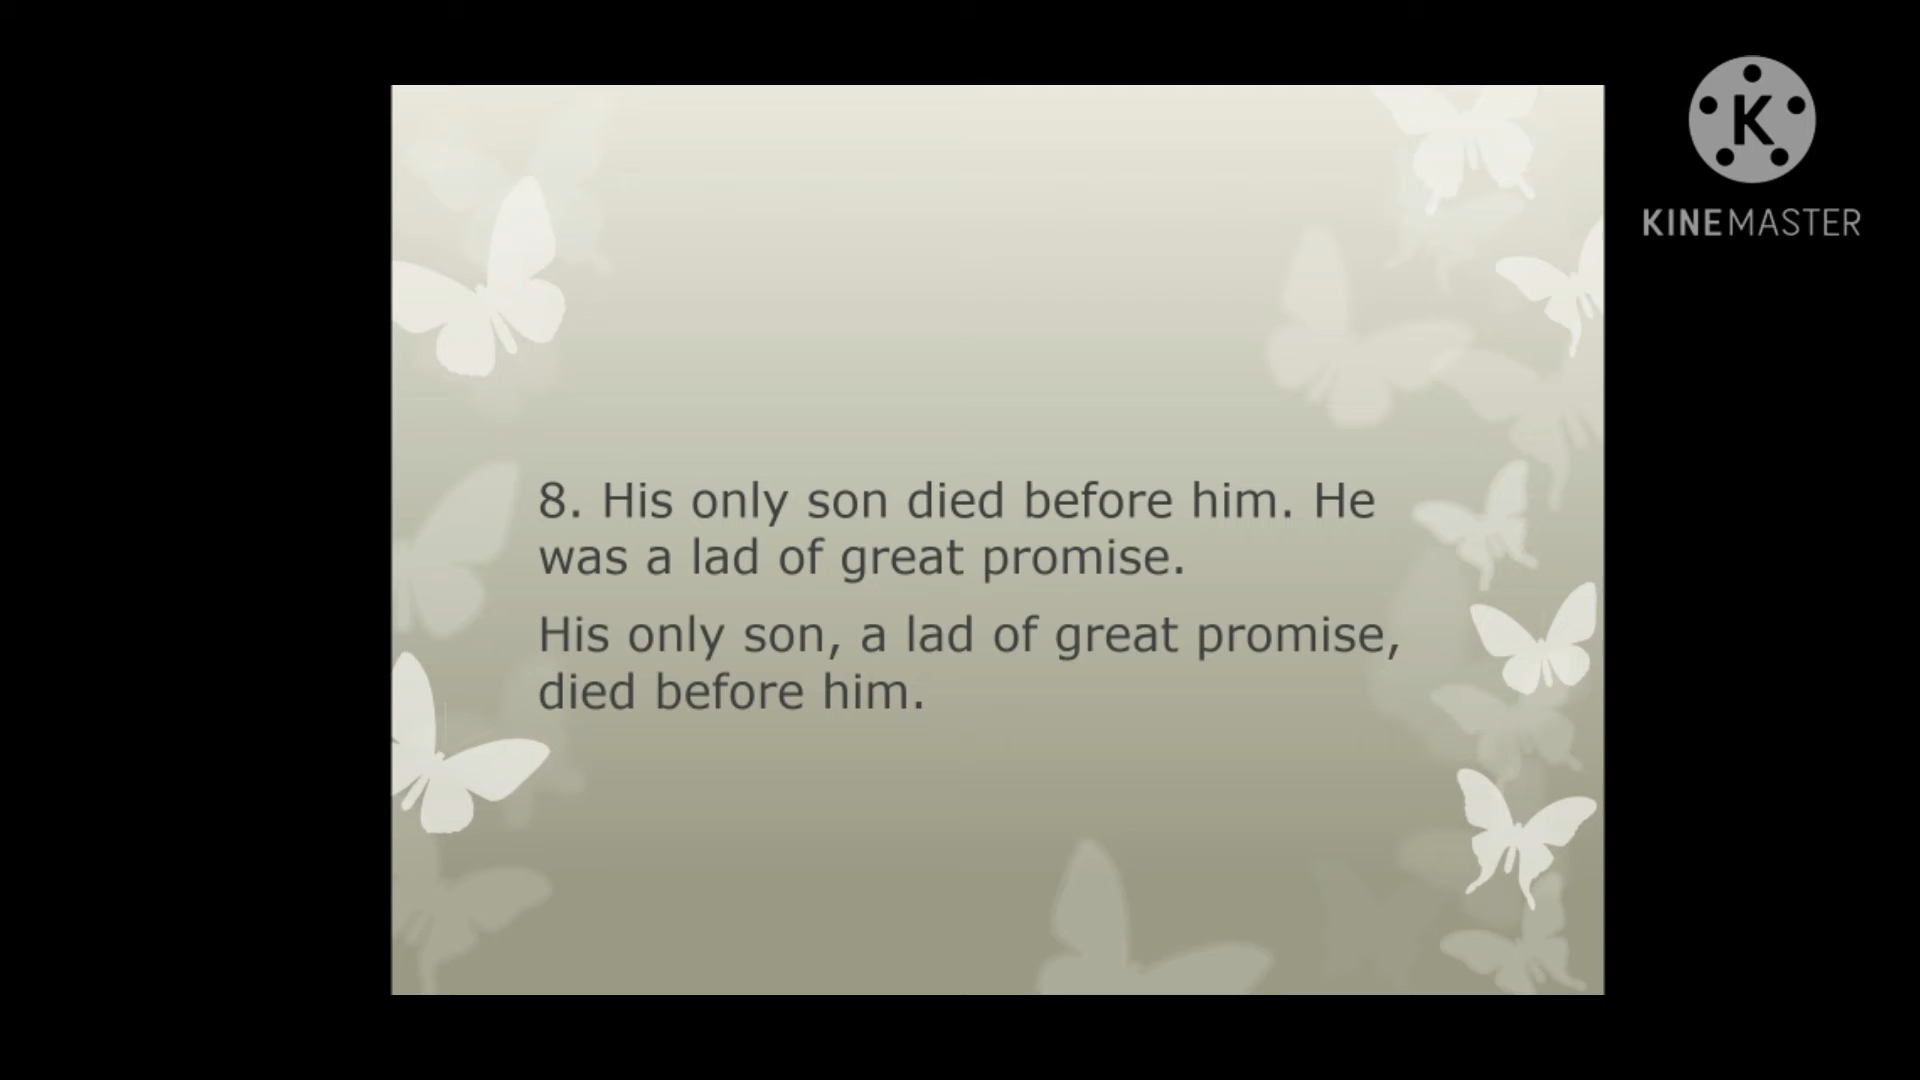 K
KINEMASTER
8. His only son died before him. He
was a lad of great promise.
His only son, a lad of great promise,
died before him.